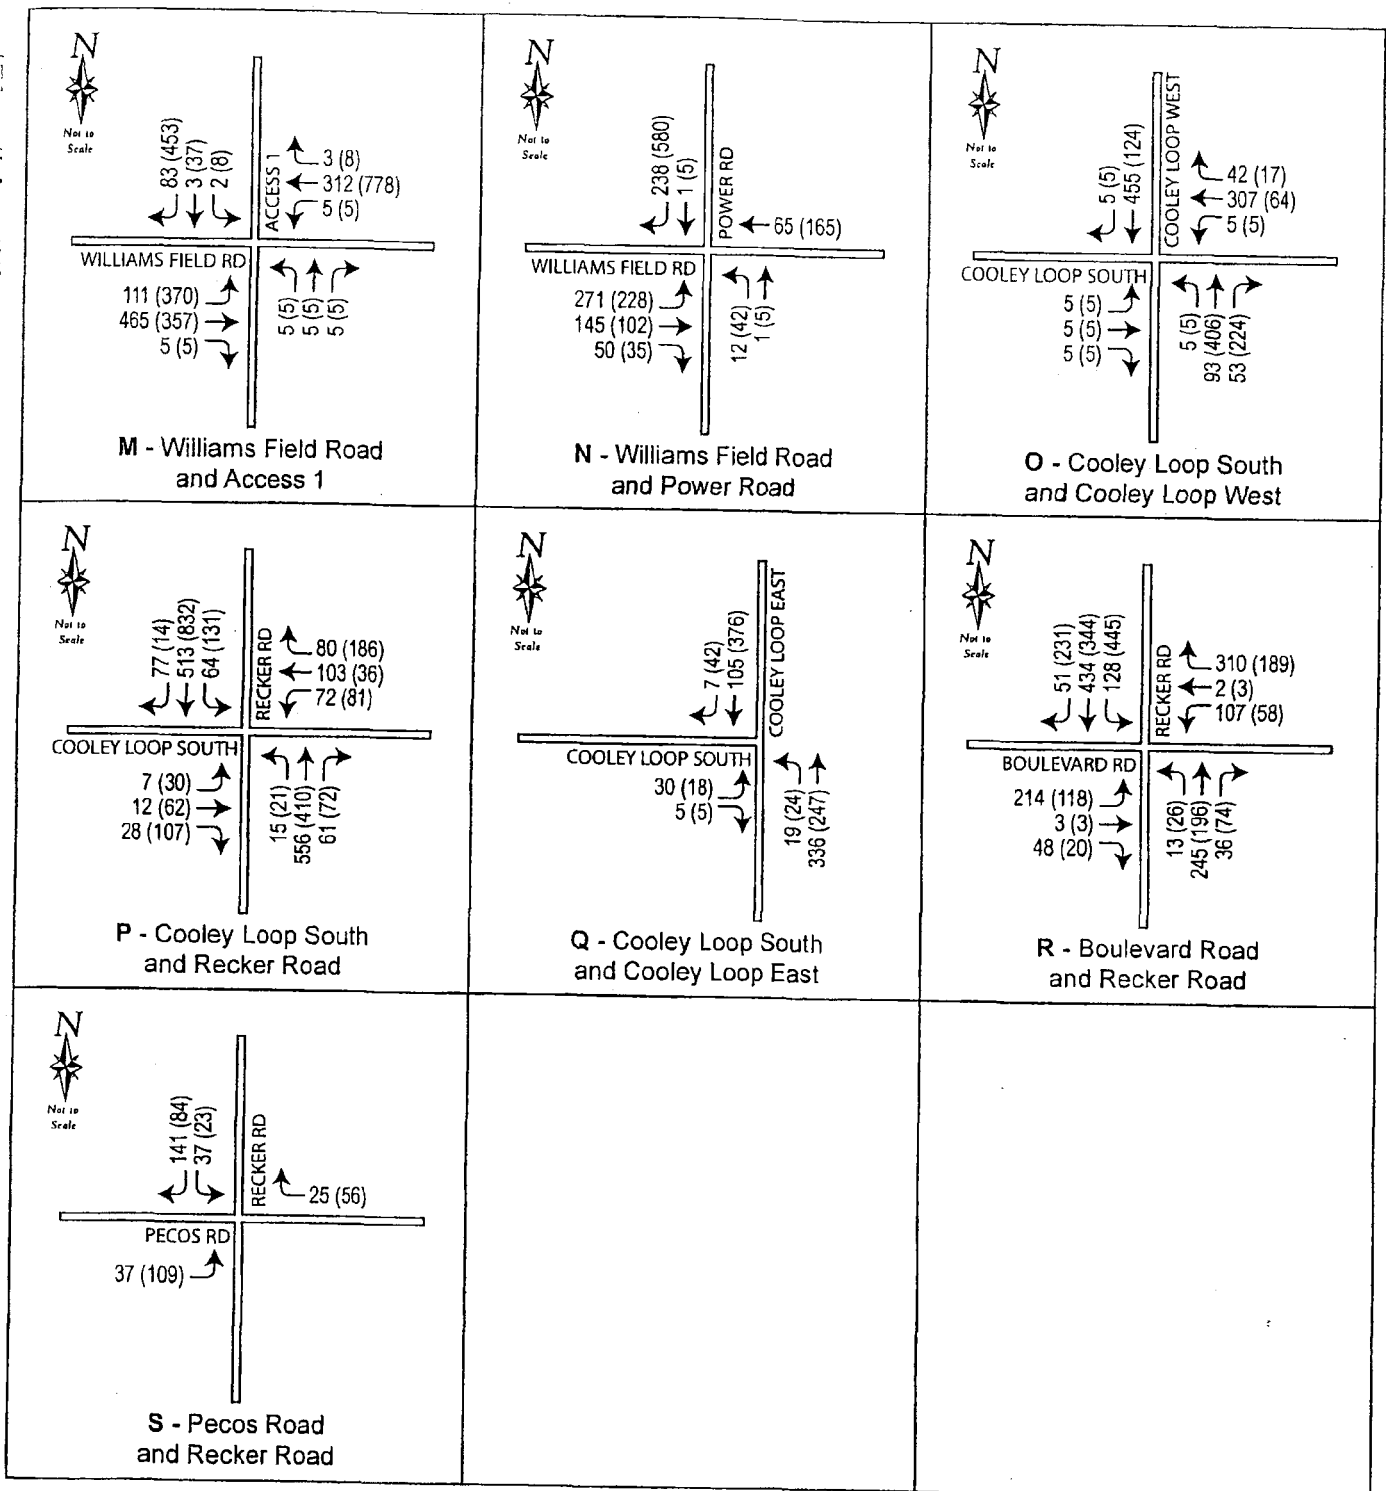 N
Not to
Scale
83 (453)
3 (37)
2 (8)
ACCESS 1
3 (8)
312 (778)
5 (5)
WILLIAMS FIELD RD
111 (370)
465 (357)
5 (5)
5 (5)
5 (5)
5 (5)
M - Williams Field Road
and Access 1
N
Not to
Scale
238 (580)
1 (5)
POWER RD
65 (165)
WILLIAMS FIELD RD
271 (228)
145 (102)
50 (35)
12 (42)
1 (5)
N - Williams Field Road
and Power Road
N
Not to
Scale
5 (5)
455 (124)
COOLEY LOOP WEST
42 (17)
307 (64)
5 (5)
COOLEY LOOP SOUTH
5 (5)
5 (5)
5 (5)
5 (5)
93 (406)
53 (224)
O - Cooley Loop South
and Cooley Loop West
N
Not to
Scale
77 (14)
513 (832)
64 (131)
RECKER RD
80 (186)
103 (36)
72 (81)
COOLEY LOOP SOUTH
7 (30)
12 (62)
28 (107)
15 (21)
556 (410)
61 (72)
P - Cooley Loop South
and Recker Road
N
Not to
Scale
7 (42)
105 (376)
COOLEY LOOP EAST
COOLEY LOOP SOUTH
30 (18)
5 (5)
19 (24)
336 (247)
Q - Cooley Loop South
and Cooley Loop East
N
Not to
Scale
51 (231)
434 (344)
128 (445)
RECKER RD
310 (189)
2 (3)
107 (58)
BOULEVARD RD
214 (118)
3 (3)
48 (20)
13 (26)
245 (196)
36 (74)
R - Boulevard Road
and Recker Road
N
Not to
Scale
141 (84)
37 (23)
RECKER RD
25 (56)
PECOS RD
37 (109)
S - Pecos Road
and Recker Road